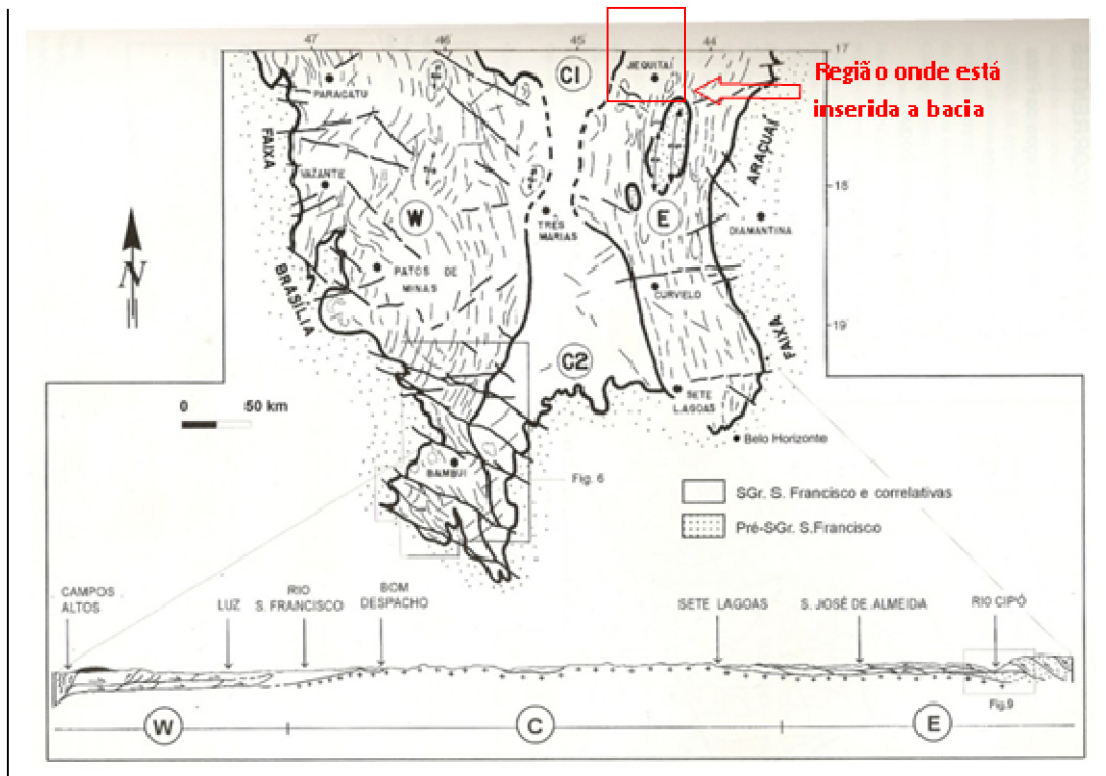 47
46
45
44
17
C1
JEQUITAÍ
Região onde está
inserida a bacia
PARACATU
FAIXA
ARAÇUAÍ
VAZANTE
18
W
E
TRÊS
MARIAS
DIAMANTINA
N
PATOS DE
MINAS
BRASÍLIA
CURVELO
FAIXA
19
C2
0 50 km
SETE
LAGOAS
Belo Horizonte
BAMBUÍ
Fig. 6
SGr. S. Francisco e correlativas
Pré-SGr. S.Francisco
CAMPOS
ALTOS
LUZ
RIO
S. FRANCISCO
BOM
DESPACHO
SETE LAGOAS
S. JOSÉ DE ALMEIDA
RIO CIPÓ
Fig.9
W
C
E